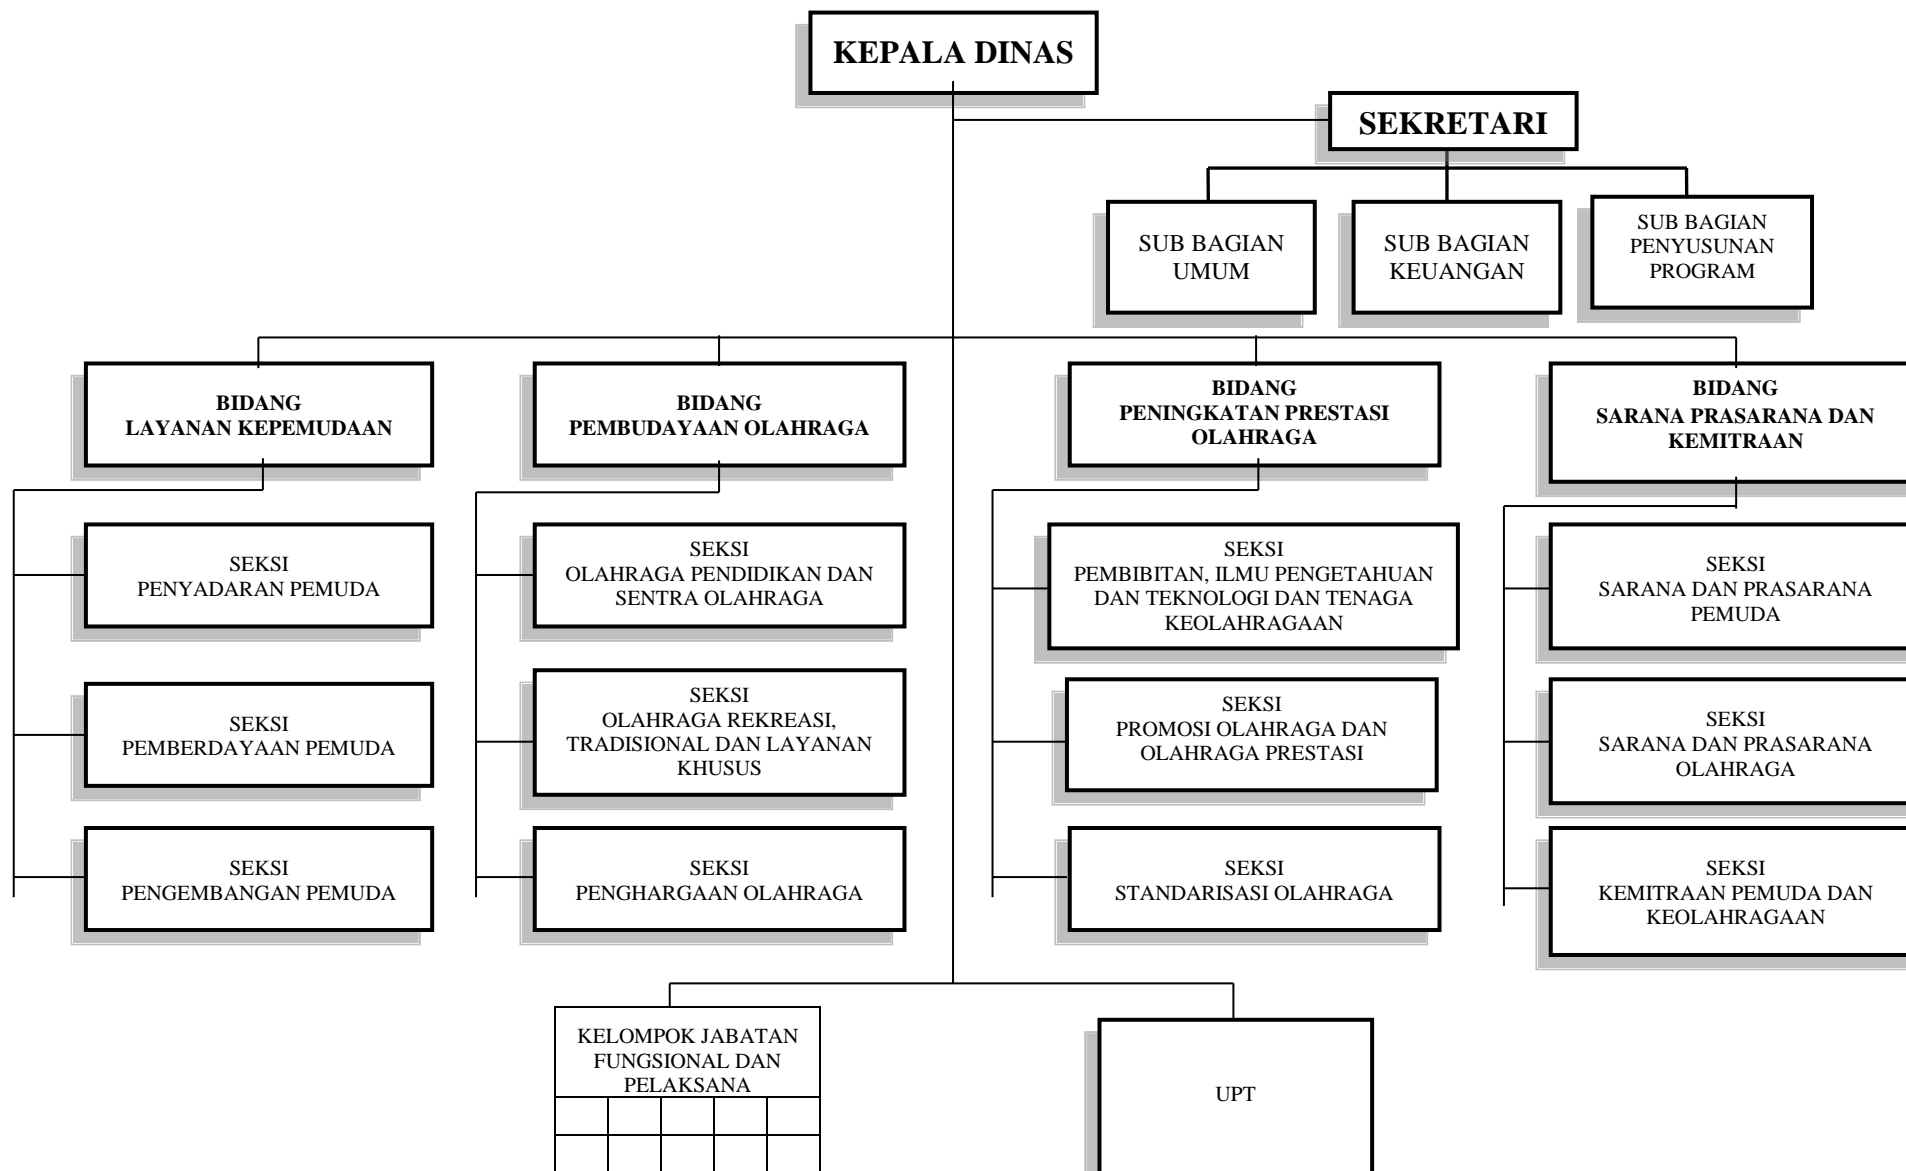 KEPALA DINAS
SEKRETARI
SUB BAGIAN
UMUM
SUB BAGIAN
KEUANGAN
SUB BAGIAN
PENYUSUNAN
PROGRAM
BIDANG
LAYANAN KEPEMUDAAN
BIDANG
PEMBUDAYAAN OLAHRAGA
BIDANG
PENINGKATAN PRESTASI
OLAHRAGA
BIDANG
SARANA PRASARANA DAN
KEMITRAAN
SEKSI
PENYADARAN PEMUDA
SEKSI
OLAHRAGA PENDIDIKAN DAN
SENTRA OLAHRAGA
SEKSI
PEMBIBITAN, ILMU PENGETAHUAN
DAN TEKNOLOGI DAN TENAGA
KEOLAHRAGAAN
SEKSI
SARANA DAN PRASARANA
PEMUDA
SEKSI
PEMBERDAYAAN PEMUDA
SEKSI
OLAHRAGA REKREASI,
TRADISIONAL DAN LAYANAN
KHUSUS
SEKSI
PROMOSI OLAHRAGA DAN
OLAHRAGA PRESTASI
SEKSI
SARANA DAN PRASARANA
OLAHRAGA
SEKSI
PENGEMBANGAN PEMUDA
SEKSI
PENGHARGAAN OLAHRAGA
SEKSI
STANDARISASI OLAHRAGA
SEKSI
KEMITRAAN PEMUDA DAN
KEOLAHRAGAAN
KELOMPOK JABATAN
FUNGSIONAL DAN
PELAKSANA
UPT